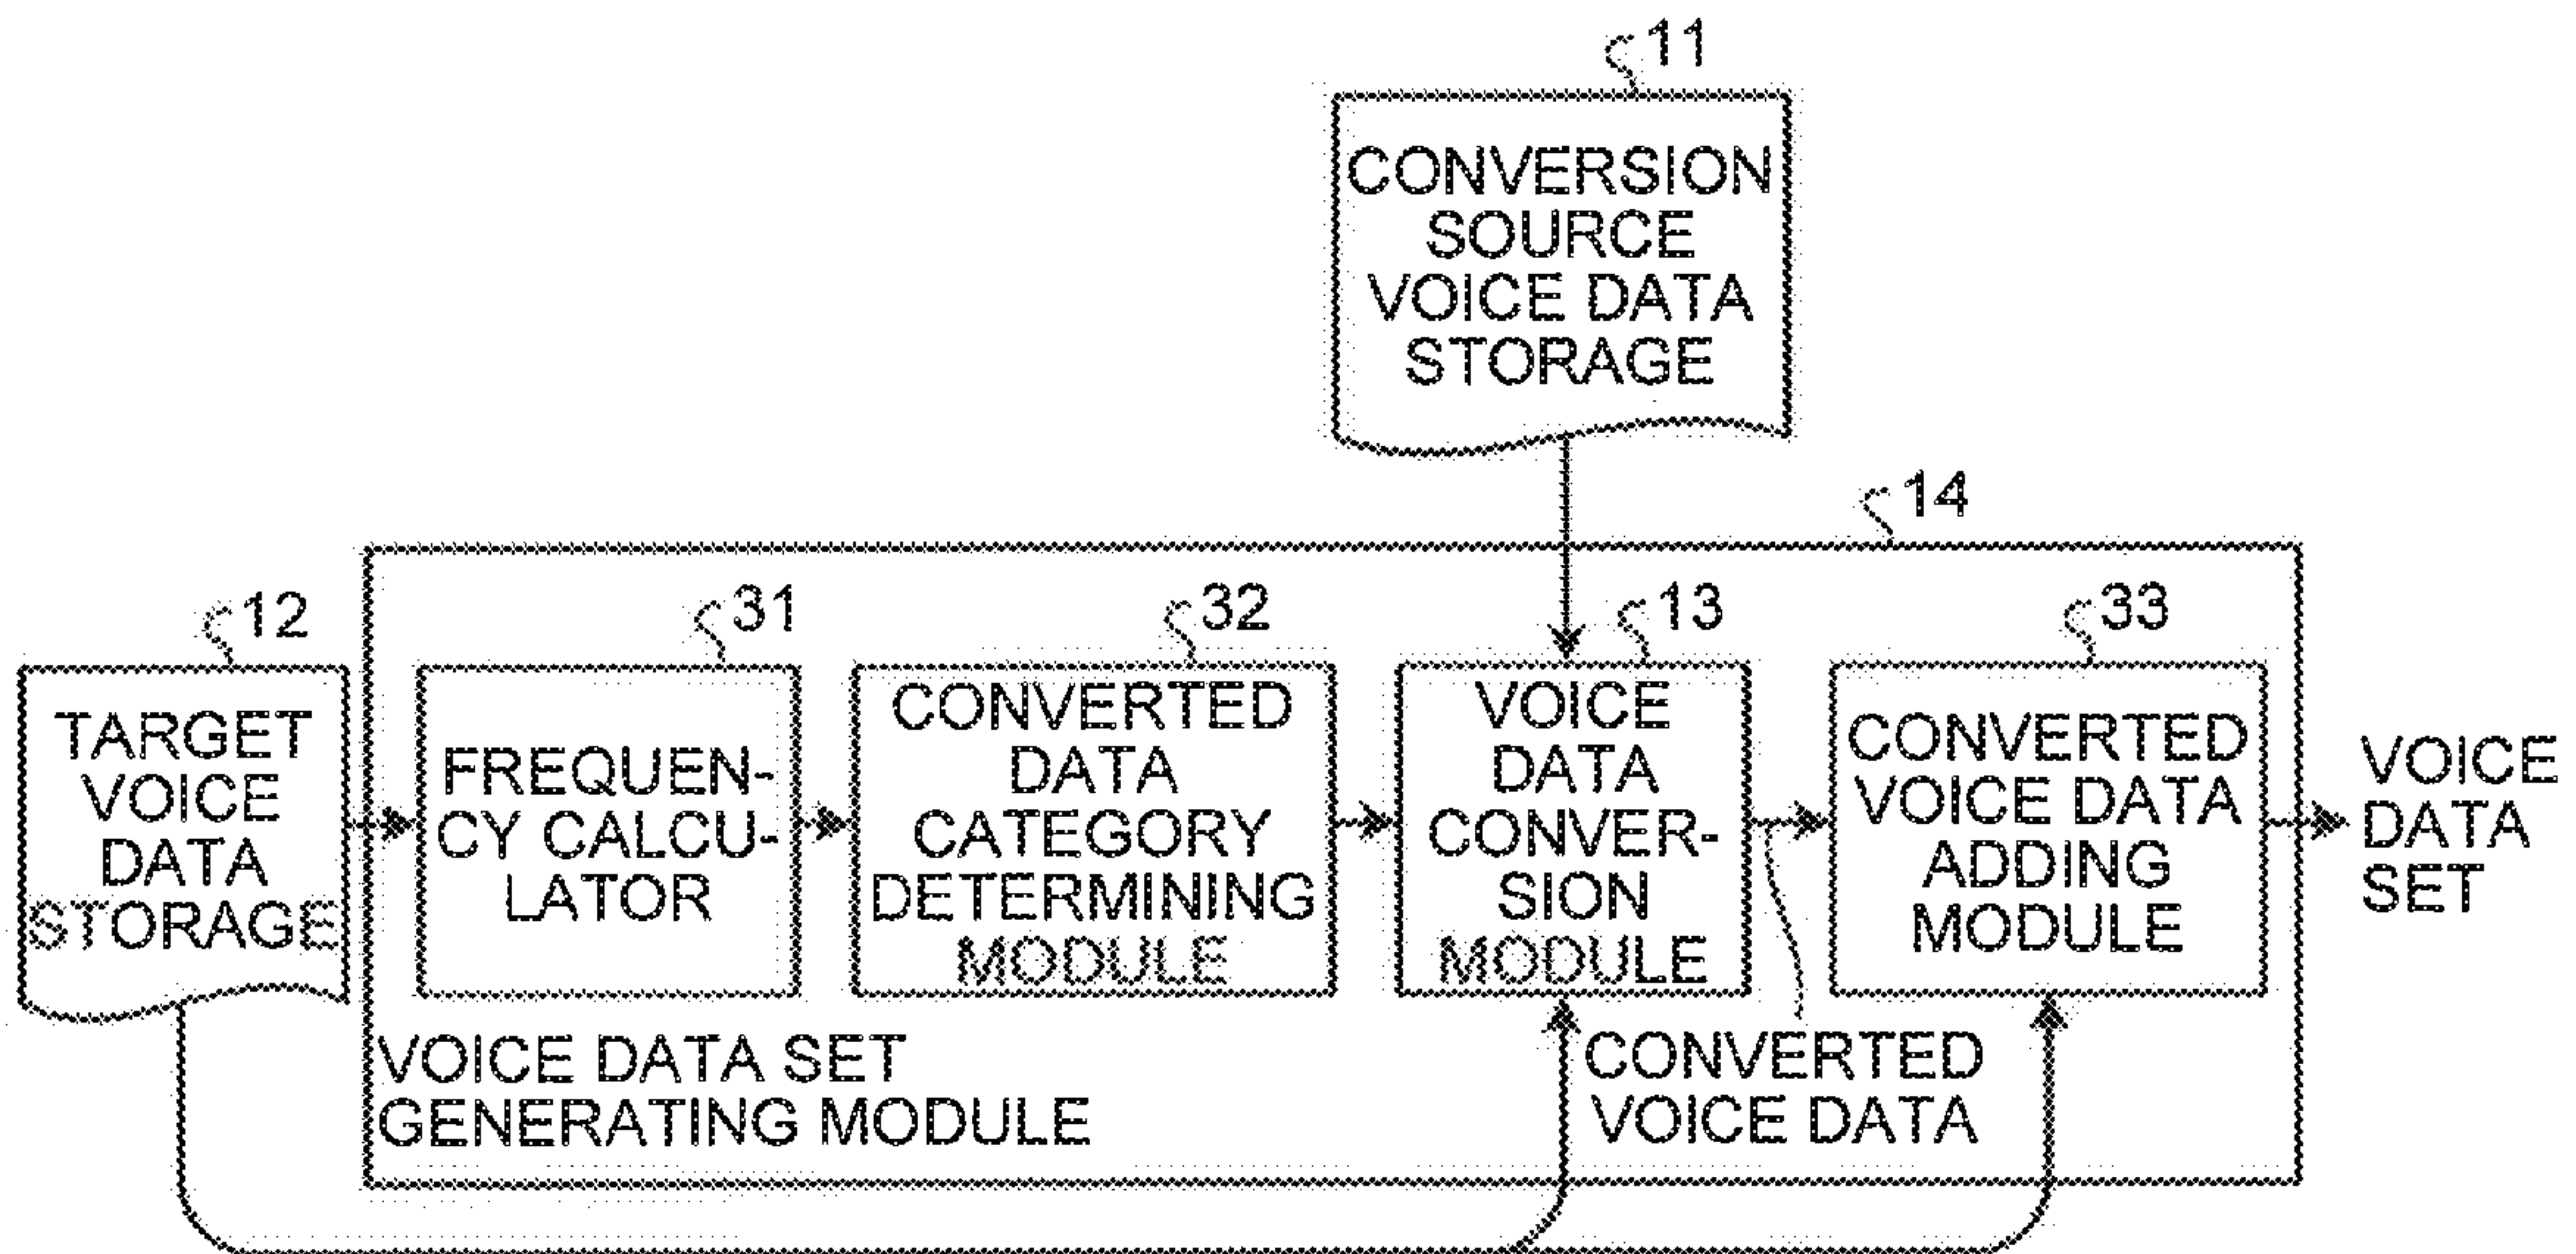 11
CONVERSION
SOURCE
VOICE DATA
STORAGE
14
12
TARGET
VOICE
DATA
STORAGE
31
FREQUEN-
CY CALCU-
LATOR
32
CONVERTED
DATA
CATEGORY
DETERMINING
MODULE
13
VOICE
DATA
CONVER-
SION
MODULE
33
CONVERTED
VOICE DATA
ADDING
MODULE
VOICE
DATA
SET
VOICE DATA SET
GENERATING MODULE
CONVERTED
VOICE DATA